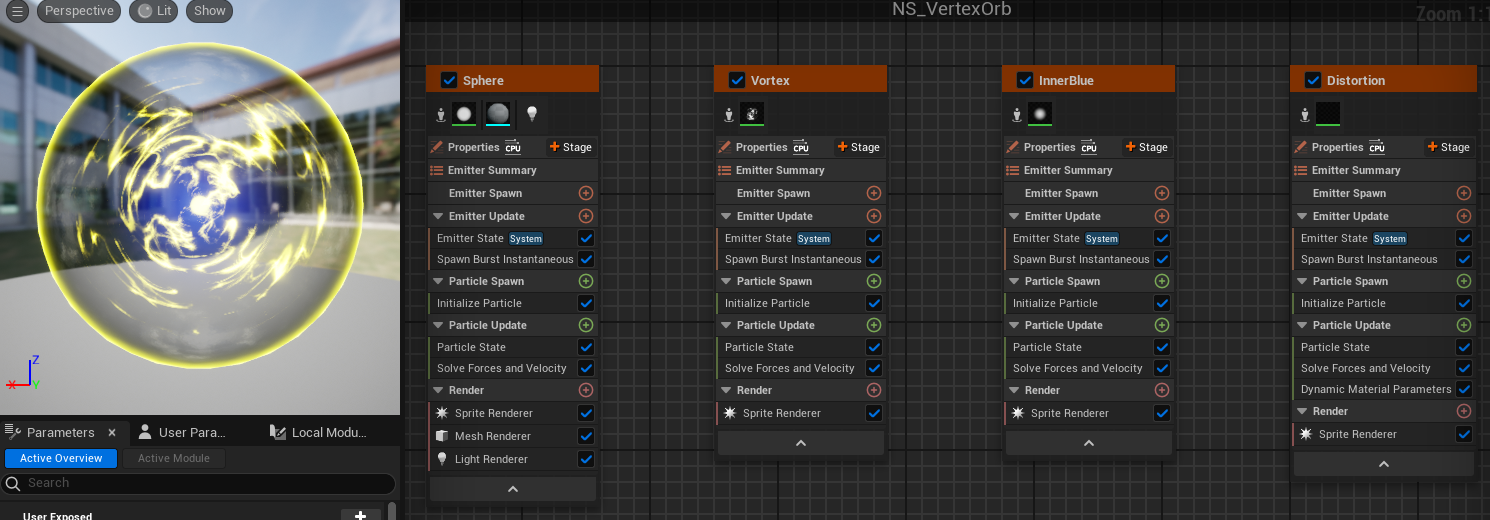 Perspective Lit Show
NS_VertexOrb
Zoom 1:1
Sphere
Properties CPU Stage
Emitter Summary
Emitter Spawn
Emitter Update
Emitter State System
Spawn Burst Instantaneous
Particle Spawn
Initialize Particle
Particle Update
Particle State
Solve Forces and Velocity
Render
Sprite Renderer
Mesh Renderer
Light Renderer
Vortex
Properties CPU Stage
Emitter Summary
Emitter Spawn
Emitter Update
Emitter State System
Spawn Burst Instantaneous
Particle Spawn
Initialize Particle
Particle Update
Particle State
Solve Forces and Velocity
Render
Sprite Renderer
InnerBlue
Properties CPU Stage
Emitter Summary
Emitter Spawn
Emitter Update
Emitter State System
Spawn Burst Instantaneous
Particle Spawn
Initialize Particle
Particle Update
Particle State
Solve Forces and Velocity
Render
Sprite Renderer
Distortion
Properties CPU Stage
Emitter Summary
Emitter Spawn
Emitter Update
Emitter State System
Spawn Burst Instantaneous
Particle Spawn
Initialize Particle
Particle Update
Particle State
Solve Forces and Velocity
Dynamic Material Parameters
Render
Sprite Renderer
Z
X Y
Parameters User Para... Local Modu...
Active Overview Active Module
Search
User Exposed